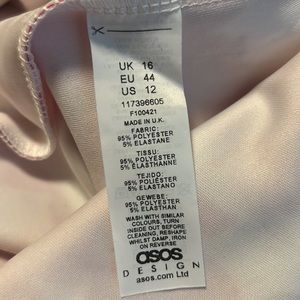 UK 16
EU 44
US 12
117396605
F100421
MADE IN U.K.
FABRIC:
95% POLYESTER
5% ELASTANE
TISSU:
95% POLYESTER
5% ELASTHANNE
TEJIDO:
95% POLIÉSTER
5% ELASTANO
GEWEBE:
95% POLYESTER
5% ELASTHAN
WASH WITH SIMILAR
COLOURS, TURN
INSIDE OUT BEFORE
CLEANING, RESHAPE
WHILST DAMP, IRON
ON REVERSE
asos
DESIGN
asos.com Ltd